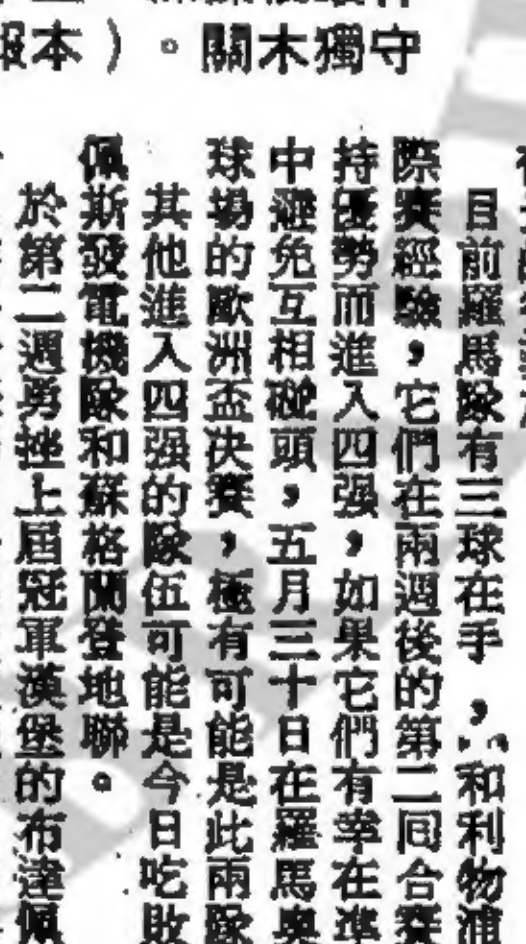 報本）。關木獨守
目前羅馬隊有三球在手，和利物浦
際賽經驗，它們在兩週後的第二回合賽
持優勢而進入四强，如果它們有幸在準
中避免互相碰頭，五月三十日在羅馬奧
球場的歐洲盃決賽，極有可能是此兩隊
其他進入四强的隊伍可能是今日吃敗
佩斯發電機隊和蘇格蘭登地聯。
於第二週勇挫上屆冠軍漢堡的布達佩